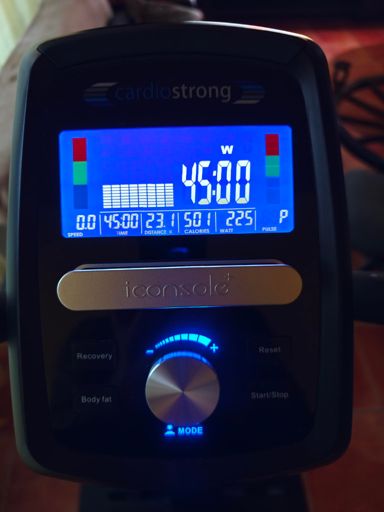 cardiostrong
W
45:00
0.0 45:00 23.1 501 225 P
SPEED TIME DISTANCE K CALORIES WATT PULSE
iconsole+
- +
Recovery Reset
Body fat Start/Stop
MODE